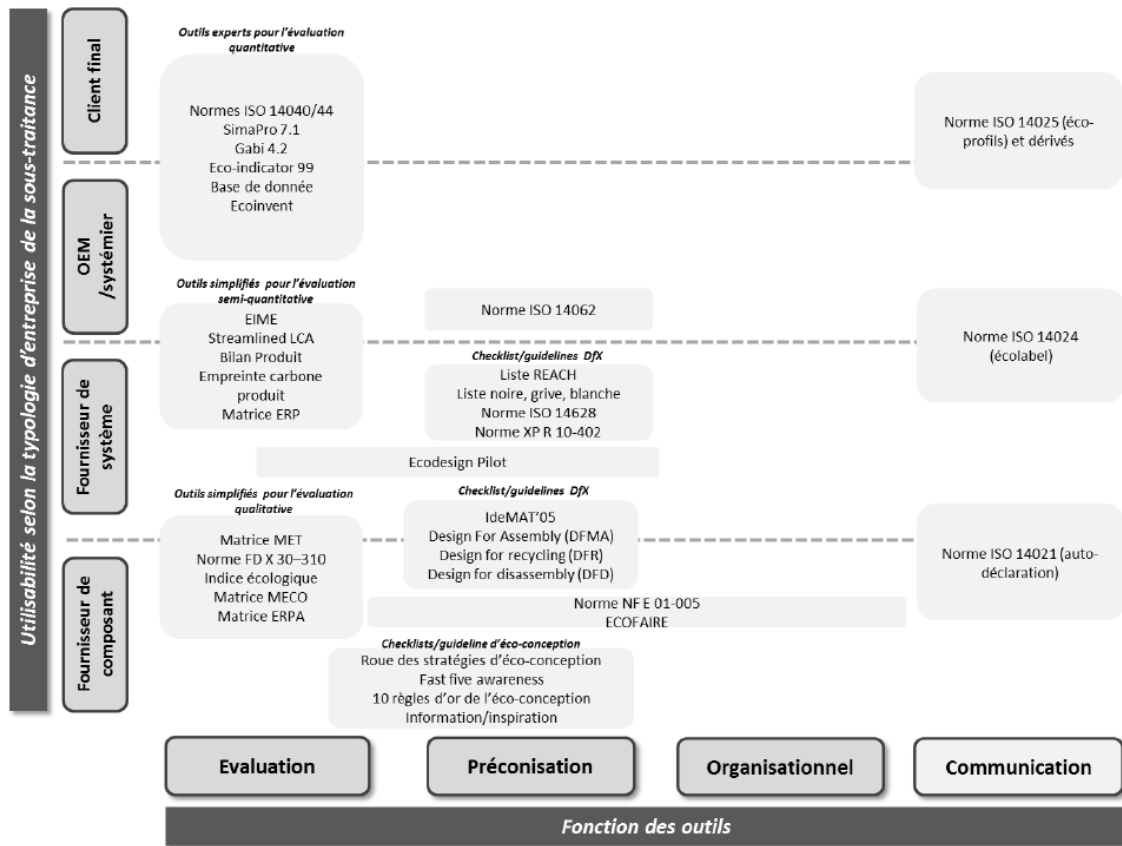 Utilisabilité selon la typologie d'entreprise de la sous-traitance
Client final
OEM
/systémier
Fournisseur de
système
Fournisseur de
composant
Outils experts pour l'évaluation
quantitative
Normes ISO 14040/44
SimaPro 7.1
Gabi 4.2
Eco-indicator 99
Base de donnée
Ecoinvent
Norme ISO 14025 (éco-
profils) et dérivés
Outils simplifiés pour l'évaluation
semi-quantitative
EIME
Streamlined LCA
Bilan Produit
Empreinte carbone
produit
Matrice ERP
Norme ISO 14062
Checklist/guidelines DfX
Liste REACH
Liste noire, grive, blanche
Norme ISO 14628
Norme XP R 10-402
Norme ISO 14024
(écolabel)
Ecodesign Pilot
Outils simplifiés pour l'évaluation
qualitative
Matrice MET
Norme FD X 30–310
Indice écologique
Matrice MECO
Matrice ERPA
Checklist/guidelines DfX
IdeMAT'05
Design For Assembly (DFMA)
Design for recycling (DFR)
Design for disassembly (DFD)
Norme ISO 14021 (auto-
déclaration)
Norme NF E 01-005
ECOFAIRE
Checklists/guideline d'éco-conception
Roue des stratégies d'éco-conception
Fast five awareness
10 règles d'or de l'éco-conception
Information/inspiration
Evaluation
Préconisation
Organisationnel
Communication
Fonction des outils